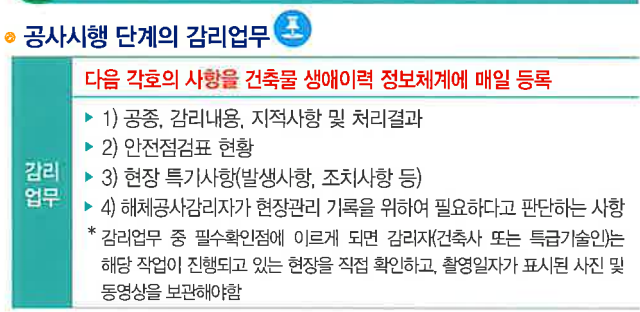 공사시행 단계의 감리업무
다음 각호의 사항을 건축물 생애이력 정보체계에 매일 등록
감리
업무
▸ 1) 공종, 감리내용, 지적사항 및 처리결과
▸ 2) 안전점검표 현황
▸ 3) 현장 특기사항(발생사항, 조치사항 등)
▸ 4) 해체공사감리자가 현장관리 기록을 위하여 필요하다고 판단하는 사항
* 감리업무 중 필수확인점에 이르게 되면 감리자(건축사 또는 특급기술인)는
해당 작업이 진행되고 있는 현장을 직접 확인하고, 촬영일자가 표시된 사진 및
동영상을 보관해야함